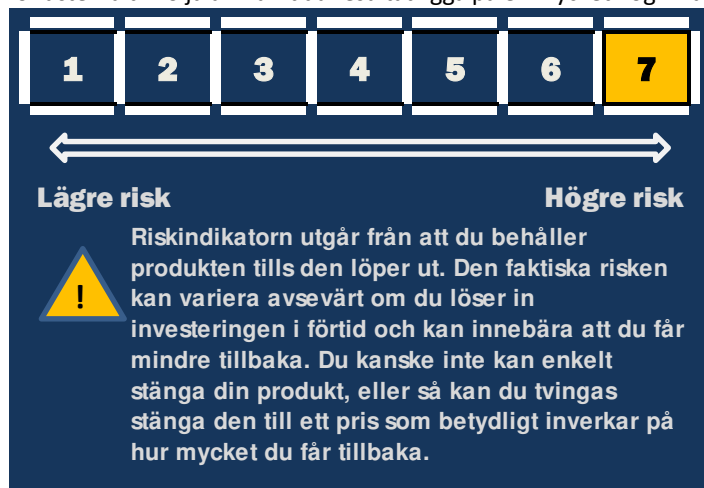 1 2 3 4 5 6 7
Lägre risk Högre risk
Riskindikatorn utgår från att du behåller
produkten tills den löper ut. Den faktiska risken
! kan variera avsevärt om du löser in
investeringen i förtid och kan innebära att du får
mindre tillbaka. Du kanske inte kan enkelt
stänga din produkt, eller så kan du tvingas
stänga den till ett pris som betydligt inverkar på
hur mycket du får tillbaka.